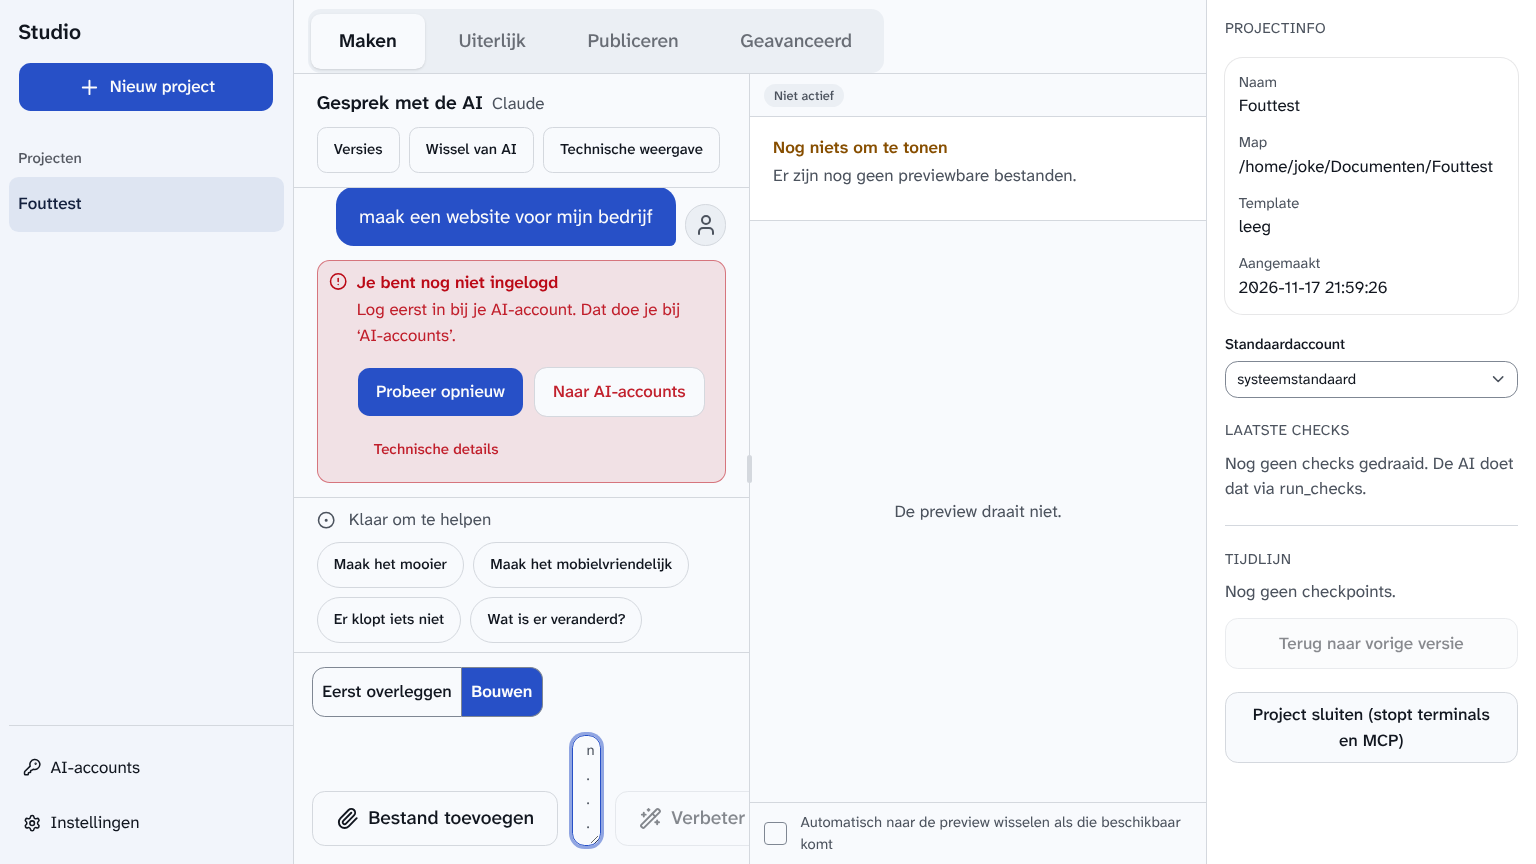 Studio
Nieuw project
Projecten
Fouttest
AI-accounts
Instellingen
Maken
Uiterlijk
Publiceren
Geavanceerd
Gesprek met de AI Claude
Versies
Wissel van AI
Technische weergave
maak een website voor mijn bedrijf
Je bent nog niet ingelogd
Log eerst in bij je AI-account. Dat doe je bij
‘AI-accounts’.
Probeer opnieuw
Naar AI-accounts
Technische details
Klaar om te helpen
Maak het mooier
Maak het mobielvriendelijk
Er klopt iets niet
Wat is er veranderd?
Eerst overleggen
Bouwen
Bestand toevoegen
n
.
.
.
Verbeter
Niet actief
Nog niets om te tonen
Er zijn nog geen previewbare bestanden.
De preview draait niet.
Automatisch naar de preview wisselen als die beschikbaar
komt
PROJECTINFO
Naam
Fouttest
Map
/home/joke/Documenten/Fouttest
Template
leeg
Aangemaakt
2026-11-17 21:59:26
Standaardaccount
systeemstandaard
LAATSTE CHECKS
Nog geen checks gedraaid. De AI doet
dat via run_checks.
TIJDLIJN
Nog geen checkpoints.
Terug naar vorige versie
Project sluiten (stopt terminals
en MCP)